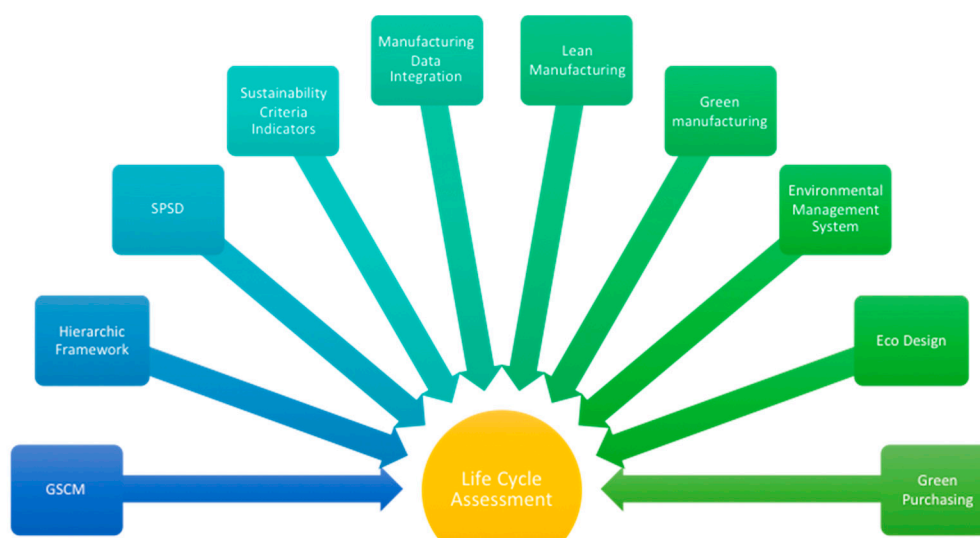 Manufacturing
Data
Integration
Lean
Manufacturing
Sustainability
Criteria
Indicators
Green
manufacturing
SPSD
Environmental
Management
System
Hierarchic
Framework
Eco Design
GSCM
Life Cycle
Assessment
Green
Purchasing